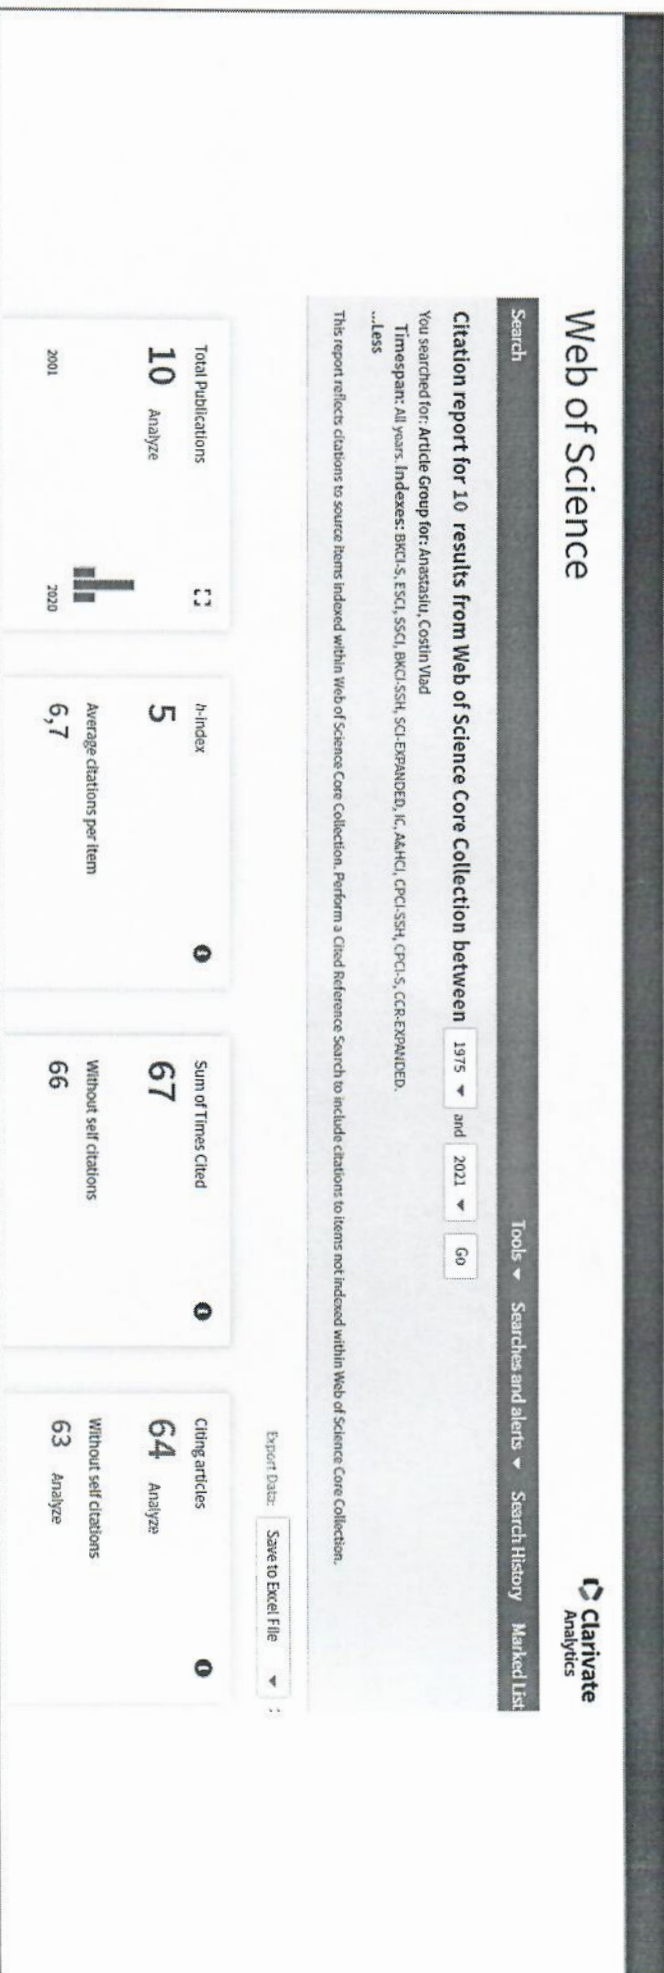 Web of Science
Clarivate
Analytics
Search
Tools
Searches and alerts
Search History
Marked List
Citation report for 10 results from Web of Science Core Collection between 1975 and 2021 Go
You searched for: Article Group for: Anastasiu, Costin Vlad
Timespan: All years. Indexes: BKCI-S, ESCI, SSCI, BKCI-SSH, SCI-EXPANDED, IC, A&HCI, CPCI-SSH, CPCI-S, CCR-EXPANDED.
...Less
This report reflects citations to source items indexed within Web of Science Core Collection. Perform a Cited Reference Search to include citations to items not indexed within Web of Science Core Collection.
Export Data: Save to Excel File
Total Publications
10 Analyze
2001 2020
h-index
5
Average citations per item
6,7
Sum of Times Cited
67
Without self citations
66
Citing articles
64 Analyze
Without self citations
63 Analyze